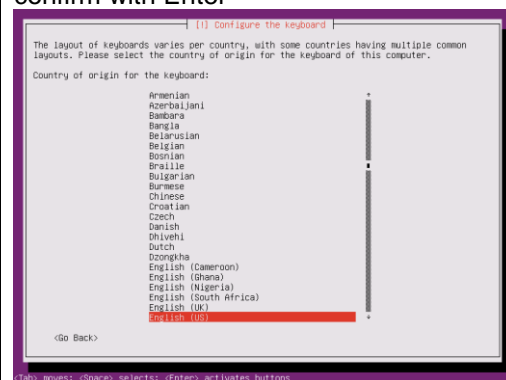 confirm with Enter
[!] Configure the keyboard
The layout of keyboards varies per country, with some countries having multiple common
layouts. Please select the country of origin for the keyboard of this computer.
Country of origin for the keyboard:
Armenian
Azerbaijani
Bambara
Bangla
Belarusian
Belgian
Bosnian
Braille
Bulgarian
Burmese
Chinese
Croatian
Czech
Danish
Dhivehi
Dutch
Dzongkha
English (Cameroon)
English (Ghana)
English (Nigeria)
English (South Africa)
English (UK)
English (US)
<Go Back>
<Tab> moves; <Space> selects; <Enter> activates buttons